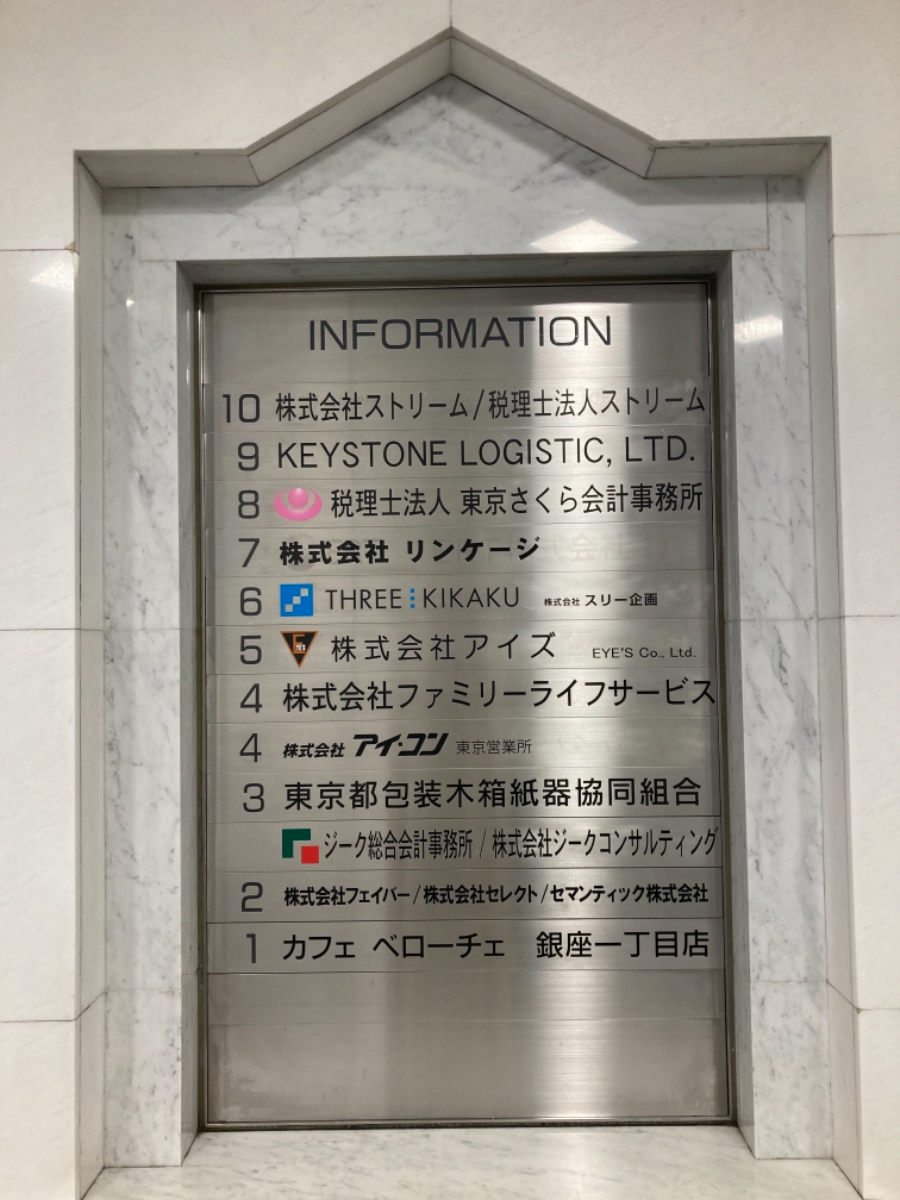 INFORMATION
10 株式会社ストリーム/税理士法人ストリーム
9 KEYSTONE LOGISTIC, LTD.
8 税理士法人 東京さくら会計事務所
7 株式会社 リンケージ
6 THREE KIKAKU 株式会社 スリー企画
5 EYE'S 株式会社アイズ EYE'S Co., Ltd.
4 株式会社ファミリーライフサービス
4 株式会社 アイ・コン 東京営業所
3 東京都包装木箱紙器協同組合
ジーク総合会計事務所 / 株式会社ジークコンサルティング
2 株式会社フェイバー/株式会社セレクト/セマンティック株式会社
1 カフェ ベローチェ 銀座一丁目店